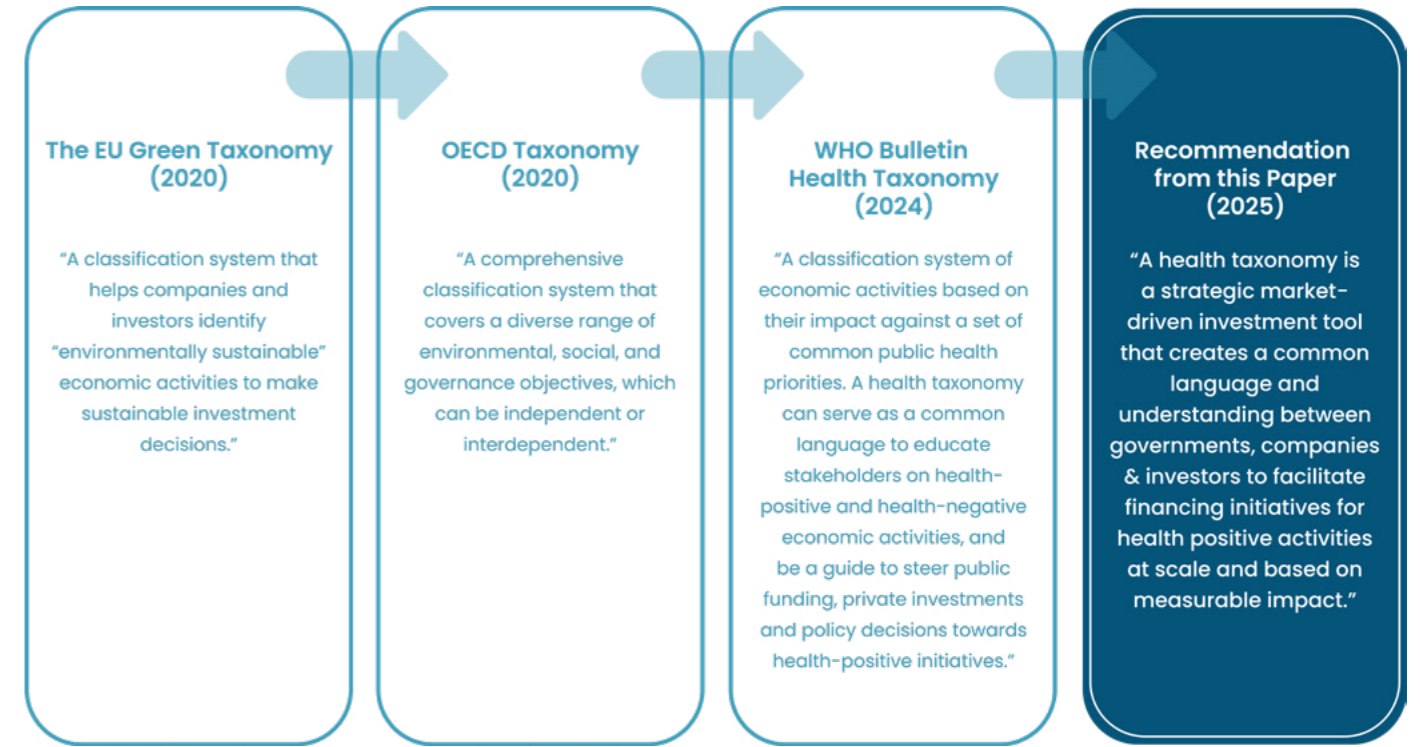 The EU Green Taxonomy
(2020)
“A classification system that
helps companies and
investors identify
“environmentally sustainable”
economic activities to make
sustainable investment
decisions.”
OECD Taxonomy
(2020)
“A comprehensive
classification system that
covers a diverse range of
environmental, social, and
governance objectives, which
can be independent or
interdependent.”
WHO Bulletin
Health Taxonomy
(2024)
“A classification system of
economic activities based on
their impact against a set of
common public health
priorities. A health taxonomy
can serve as a common
language to educate
stakeholders on health-
positive and health-negative
economic activities, and
be a guide to steer public
funding, private investments
and policy decisions towards
health-positive initiatives.”
Recommendation
from this Paper
(2025)
“A health taxonomy is
a strategic market-
driven investment tool
that creates a common
language and
understanding between
governments, companies
& investors to facilitate
financing initiatives for
health positive activities
at scale and based on
measurable impact.”